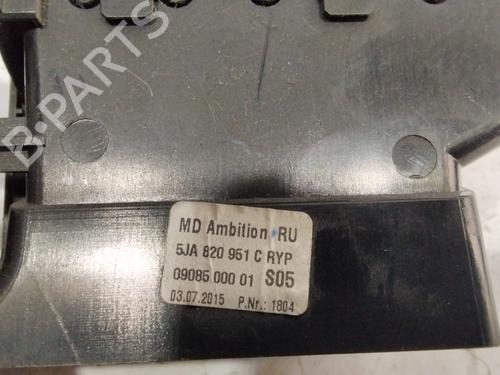 B-PARTS
MD Ambition RU
5JA 820 951 C RYP
09085 000 01 S05
03.07.2015 P.Nr.: 1804